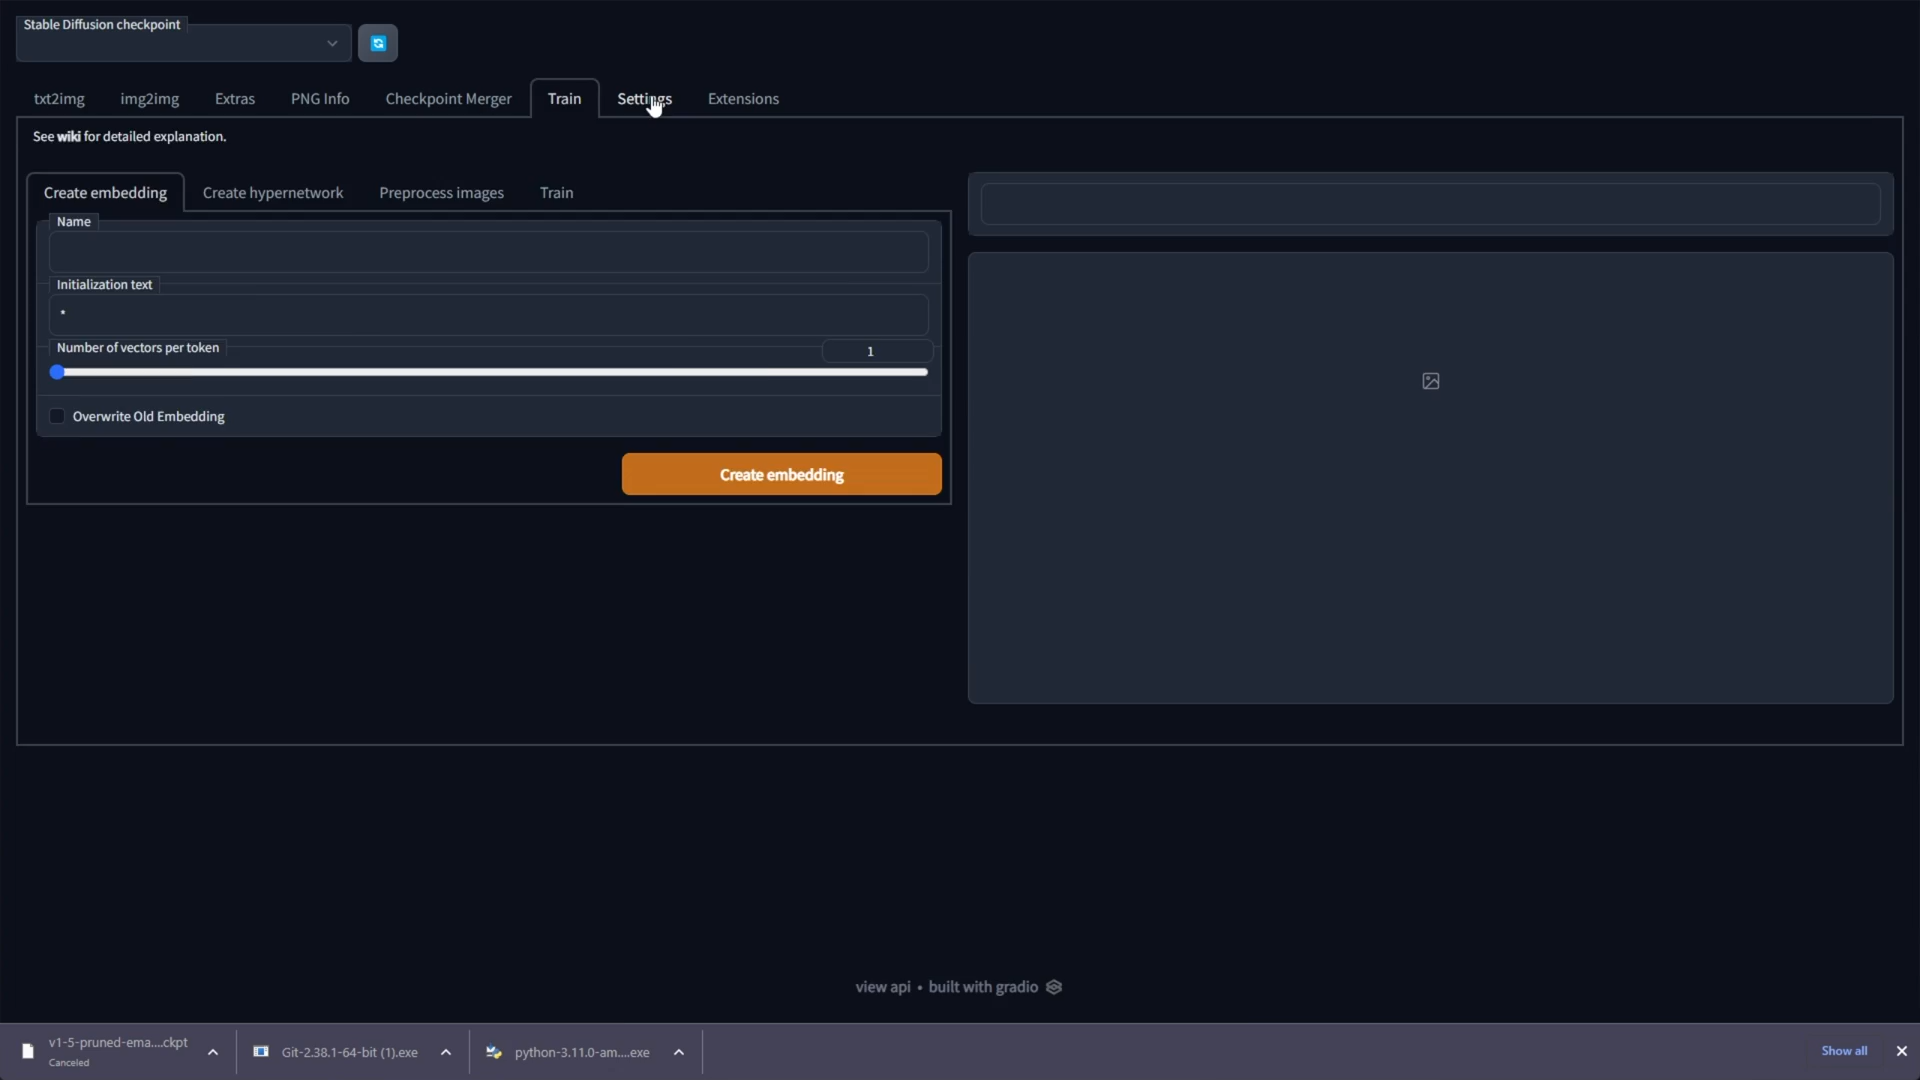 Stable Diffusion checkpoint
txt2img img2img Extras PNG Info Checkpoint Merger Train Settings Extensions
See wiki for detailed explanation.
Create embedding Create hypernetwork Preprocess images Train
Name
Initialization text
*
Number of vectors per token
1
Overwrite Old Embedding
Create embedding
view api • built with gradio
v1-5-pruned-ema....ckpt
Canceled
Git-2.38.1-64-bit (1).exe
python-3.11.0-am....exe
Show all